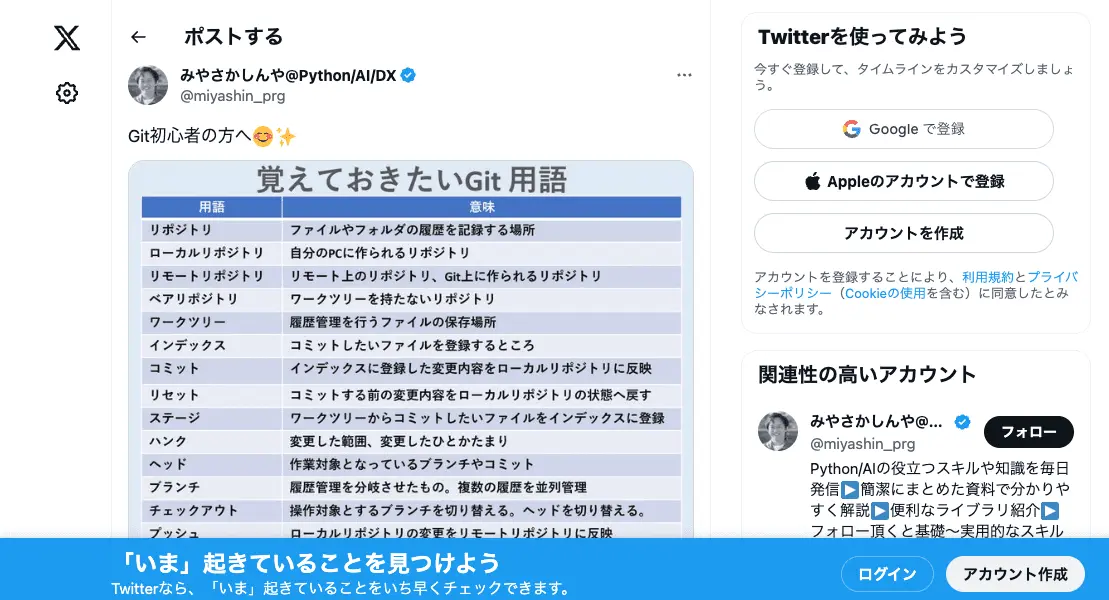 ポストする
みやさかしんや@Python/AI/DX
@miyashin_prg
Git初心者の方へ😊✨
覚えておきたいGit 用語
用語 意味
リポジトリ ファイルやフォルダの履歴を記録する場所
ローカルリポジトリ 自分のPCに作られるリポジトリ
リモートリポジトリ リモート上のリポジトリ、Git上に作られるリポジトリ
ベアリポジトリ ワークツリーを持たないリポジトリ
ワークツリー 履歴管理を行うファイルの保存場所
インデックス コミットしたいファイルを登録するところ
コミット インデックスに登録した変更内容をローカルリポジトリに反映
リセット コミットする前の変更内容をローカルリポジトリの状態へ戻す
ステージ ワークツリーからコミットしたいファイルをインデックスに登録
ハンク 変更した範囲、変更したひとかたまり
ヘッド 作業対象となっているブランチやコミット
ブランチ 履歴管理を分岐させたもの。複数の履歴を並列管理
チェックアウト 操作対象とするブランチを切り替える。ヘッドを切り替える。
プッシュ ローカルリポジトリの変更をリモートリポジトリに反映
Twitterを使ってみよう
今すぐ登録して、タイムラインをカスタマイズしましょ
う。
Google で登録
Appleのアカウントで登録
アカウントを作成
アカウントを登録することにより、利用規約とプライバ
シーポリシー（Cookieの使用を含む）に同意したとみ
なされます。
関連性の高いアカウント
みやさかしんや@...
フォロー
@miyashin_prg
Python/AIの役立つスキルや知識を毎日
発信▶️簡潔にまとめた資料で分かりや
すく解説▶️便利なライブラリ紹介▶️
フォロー頂くと基礎〜実用的なスキル
「いま」起きていることを見つけよう
Twitterなら、「いま」起きていることをいち早くチェックできます。
ログイン
アカウント作成